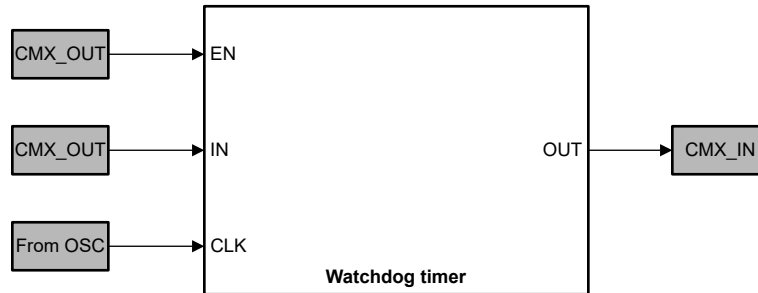 CMX_OUT
EN
CMX_OUT
IN
OUT
CMX_IN
From OSC
CLK
Watchdog timer